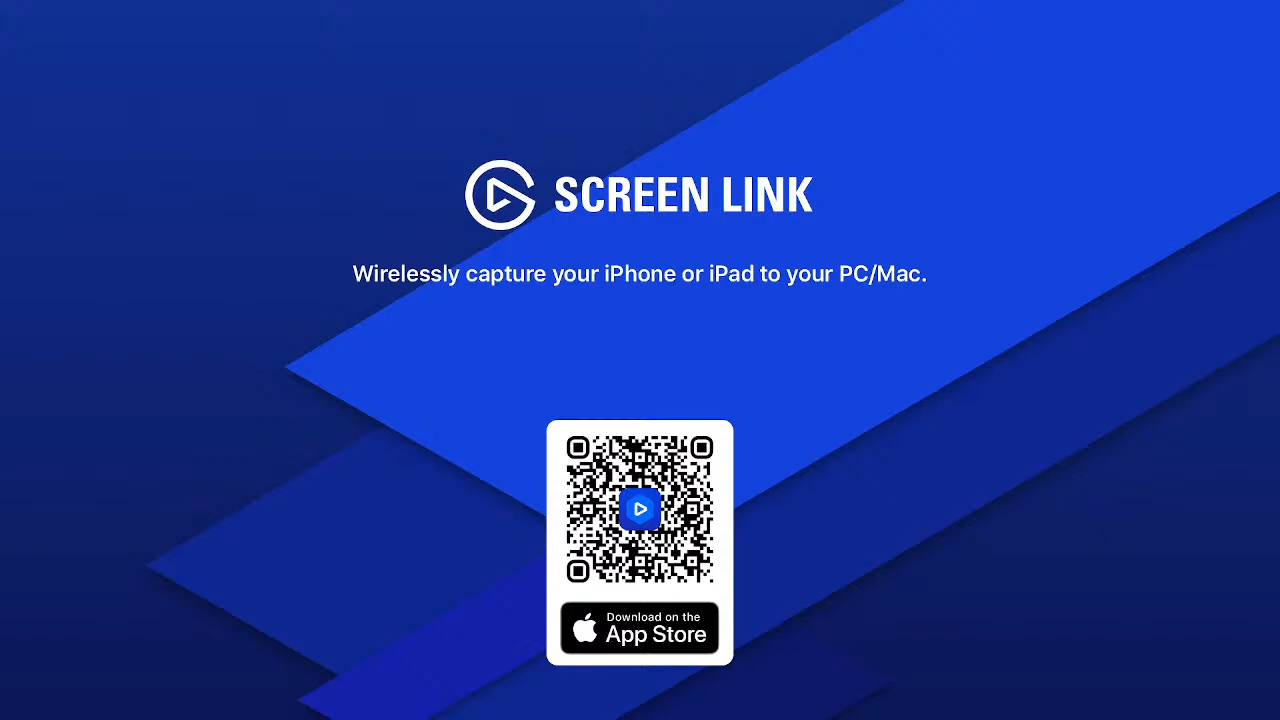 SCREEN LINK
Wirelessly capture your iPhone or iPad to your PC/Mac.
Download on the
App Store